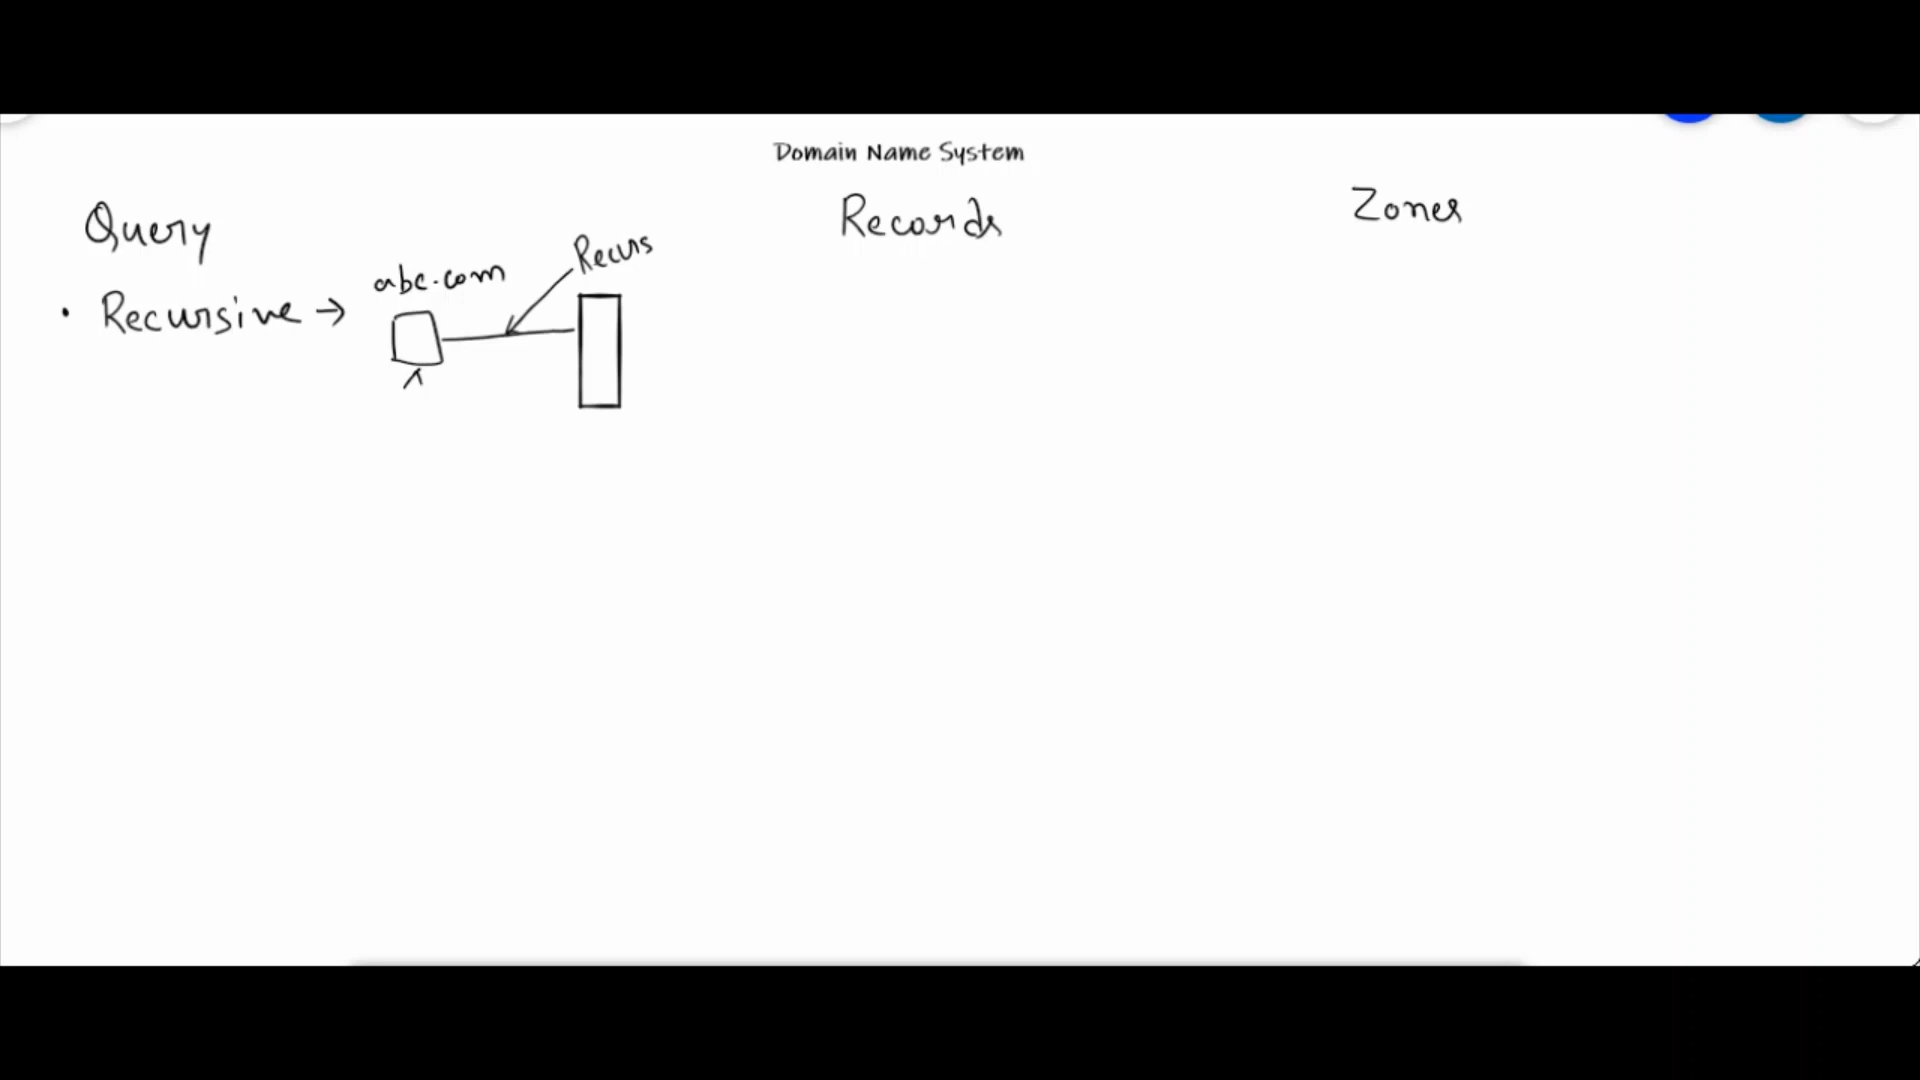 Domain Name System
Query
Records
Zones
• Recursive →
abc.com
Recurs